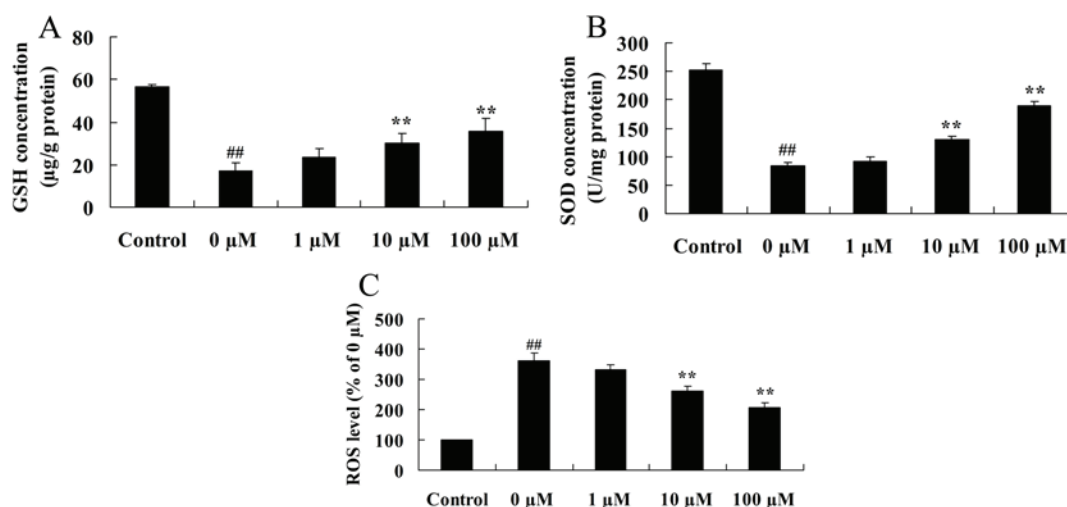 A
GSH concentration
(µg/g protein)
80
60
40
20
0
##
**
**
Control 0 µM 1 µM 10 µM 100 µM
B
SOD concentration
(U/mg protein)
300
250
200
150
100
50
0
##
**
**
Control 0 µM 1 µM 10 µM 100 µM
C
ROS level (% of 0 µM)
500
400
300
200
100
0
##
**
**
Control 0 µM 1 µM 10 µM 100 µM